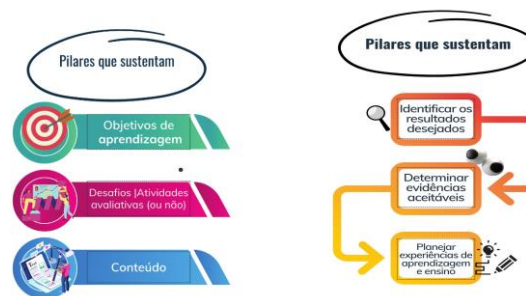 Pilares que sustentam
Objetivos de
aprendizagem
Desafios |Atividades
avaliativas (ou não)
Conteúdo
Pilares que sustentam
Identificar os
resultados
desejados
Determinar
evidências
aceitáveis
Planejar
experiências de
aprendizagem
e ensino